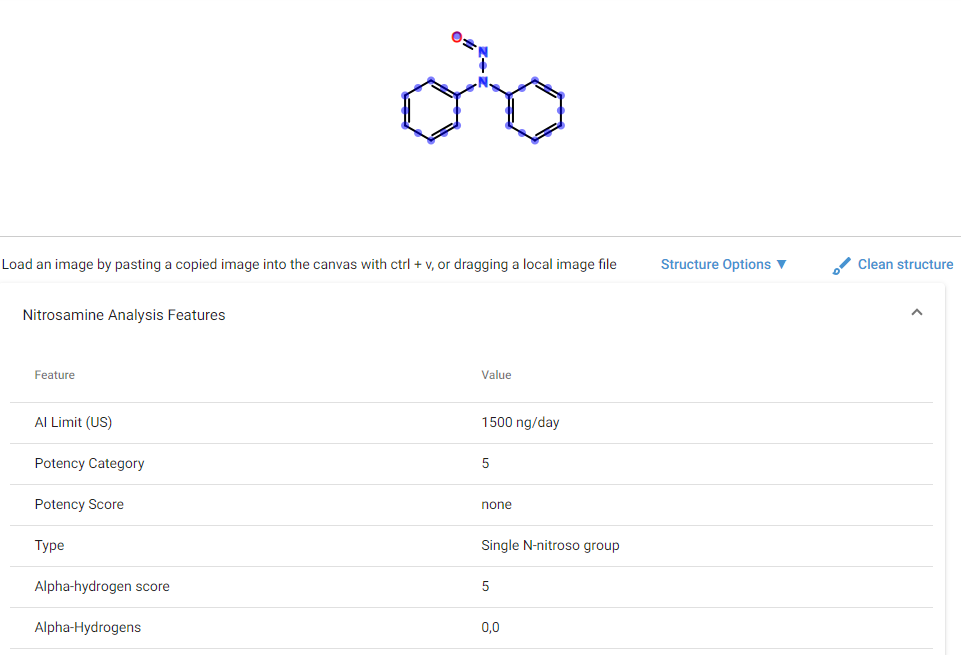 O
N
N
Load an image by pasting a copied image into the canvas with ctrl + v, or dragging a local image file Structure Options ▼ Clean structure
Nitrosamine Analysis Features
Feature Value
AI Limit (US) 1500 ng/day
Potency Category 5
Potency Score none
Type Single N-nitroso group
Alpha-hydrogen score 5
Alpha-Hydrogens 0,0